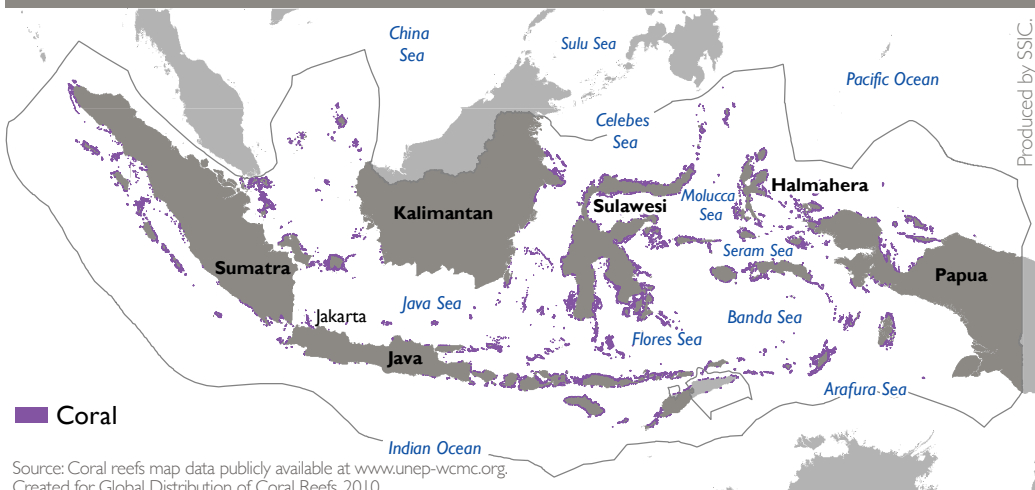 China
Sea
Sulu Sea
Pacific Ocean
Produced by SSIC.
Celebes
Sea
Halmahera
Kalimantan
Sulawesi
Molucca
Sea
Seram Sea
Sumatra
Papua
Java Sea
Jakarta
Banda Sea
Flores Sea
Java
Arafura Sea
Coral
Indian Ocean
Source: Coral reefs map data publicly available at www.unep-wcmc.org.
Created for Global Distribution of Coral Reefs, 2010